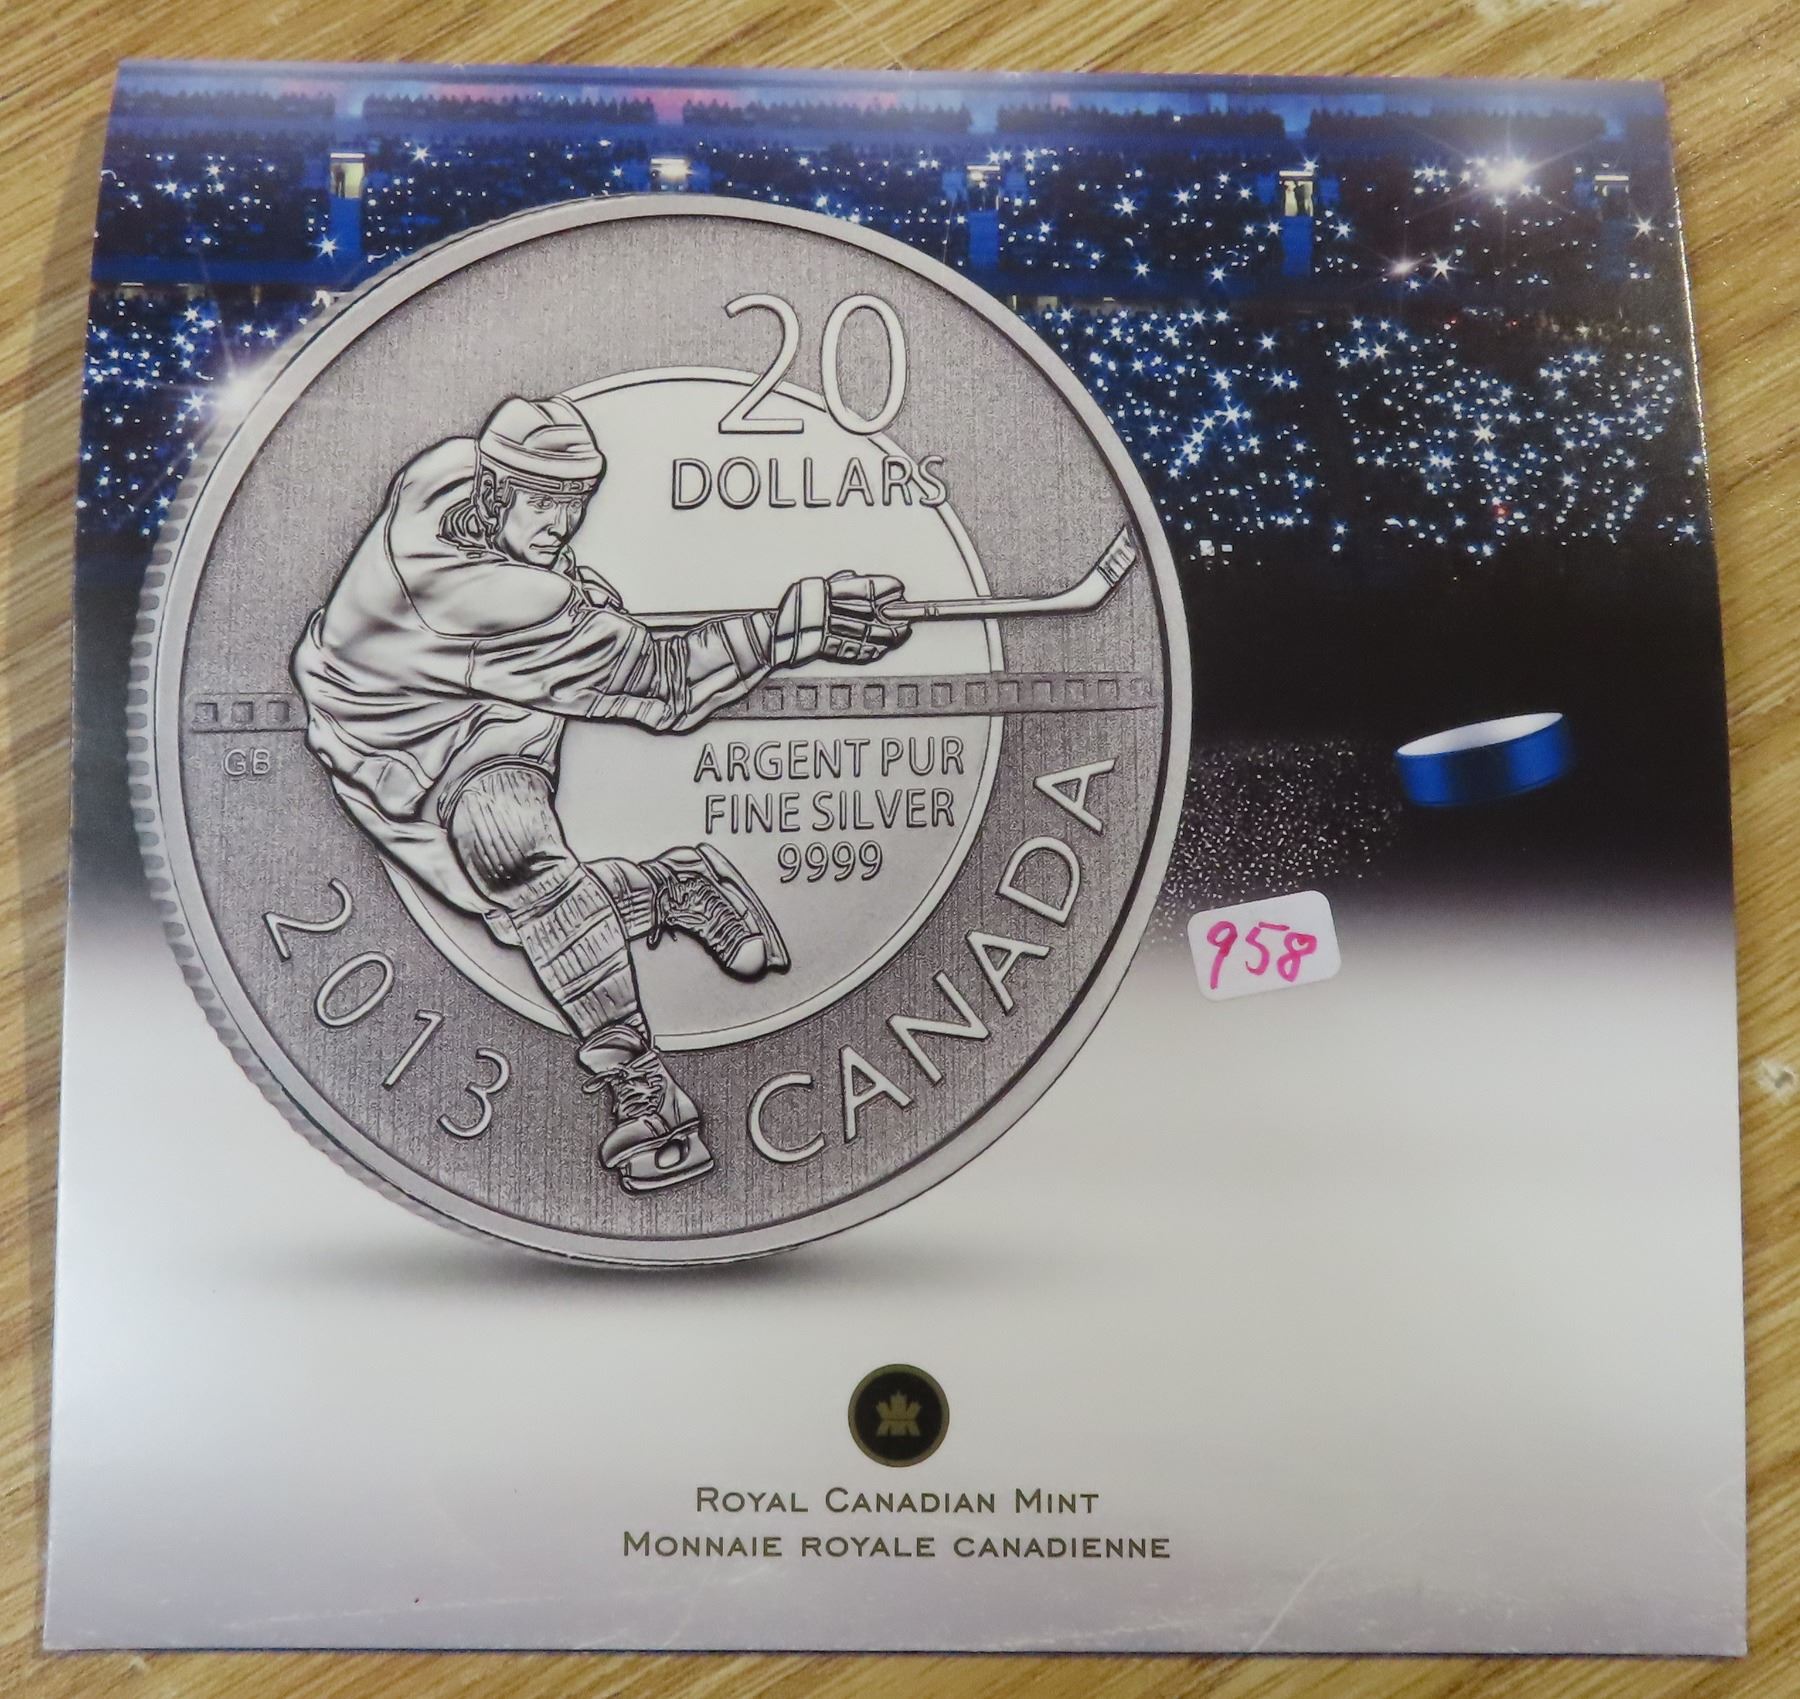 20
DOLLARS
ARGENT PUR
FINE SILVER
9999
GB
2013
CANADA
958
ROYAL CANADIAN MINT
MONNAIE ROYALE CANADIENNE